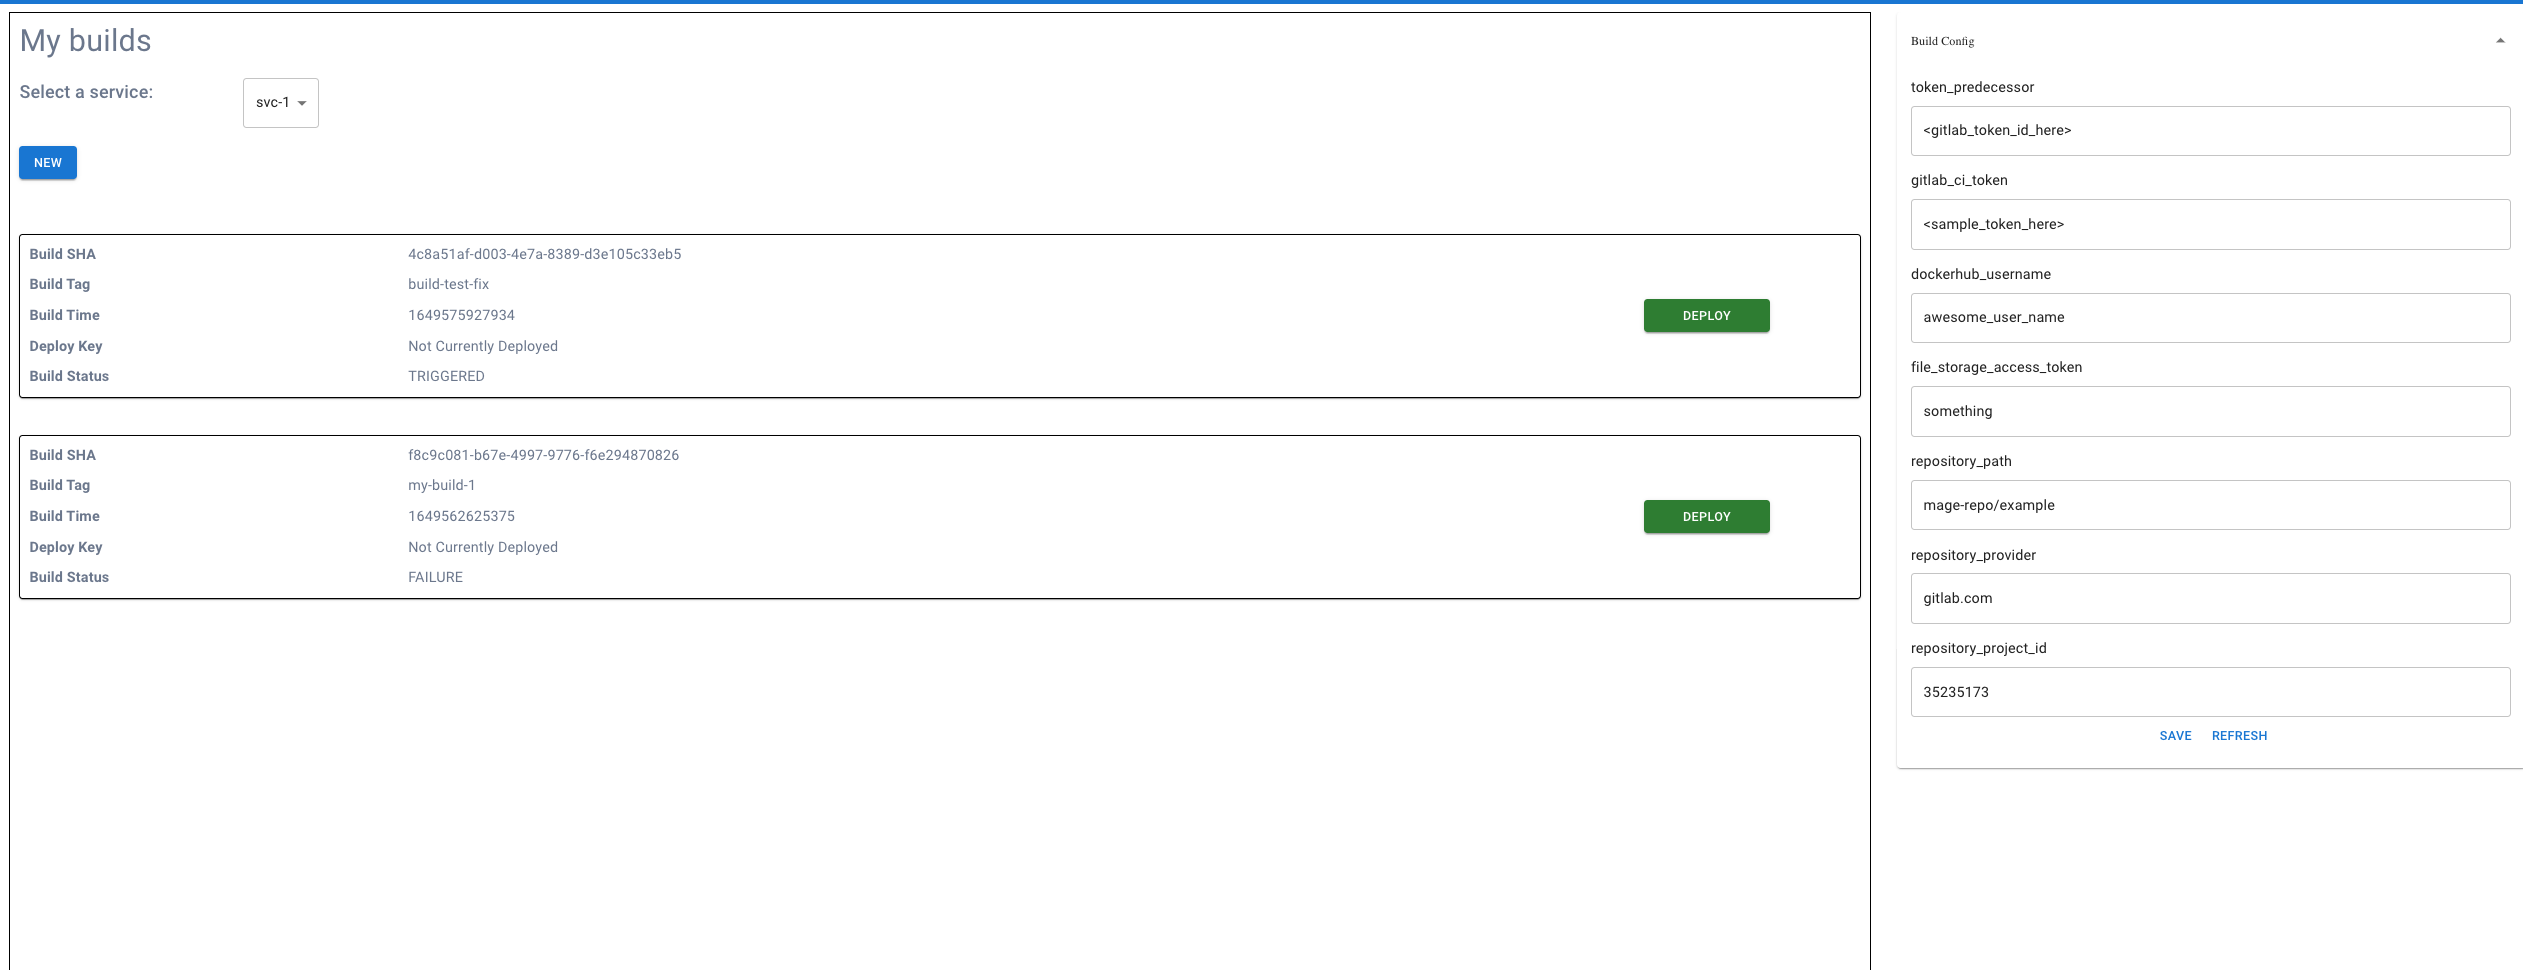 My builds
Select a service:
svc-1
NEW
Build SHA 4c8a51af-d003-4e7a-8389-d3e105c33eb5
Build Tag build-test-fix
Build Time 1649575927934
DEPLOY
Deploy Key Not Currently Deployed
Build Status TRIGGERED
Build SHA f8c9c081-b67e-4997-9776-f6e294870826
Build Tag my-build-1
Build Time 1649562625375
DEPLOY
Deploy Key Not Currently Deployed
Build Status FAILURE
Build Config
token_predecessor
<gitlab_token_id_here>
gitlab_ci_token
<sample_token_here>
dockerhub_username
awesome_user_name
file_storage_access_token
something
repository_path
mage-repo/example
repository_provider
gitlab.com
repository_project_id
35235173
SAVE REFRESH